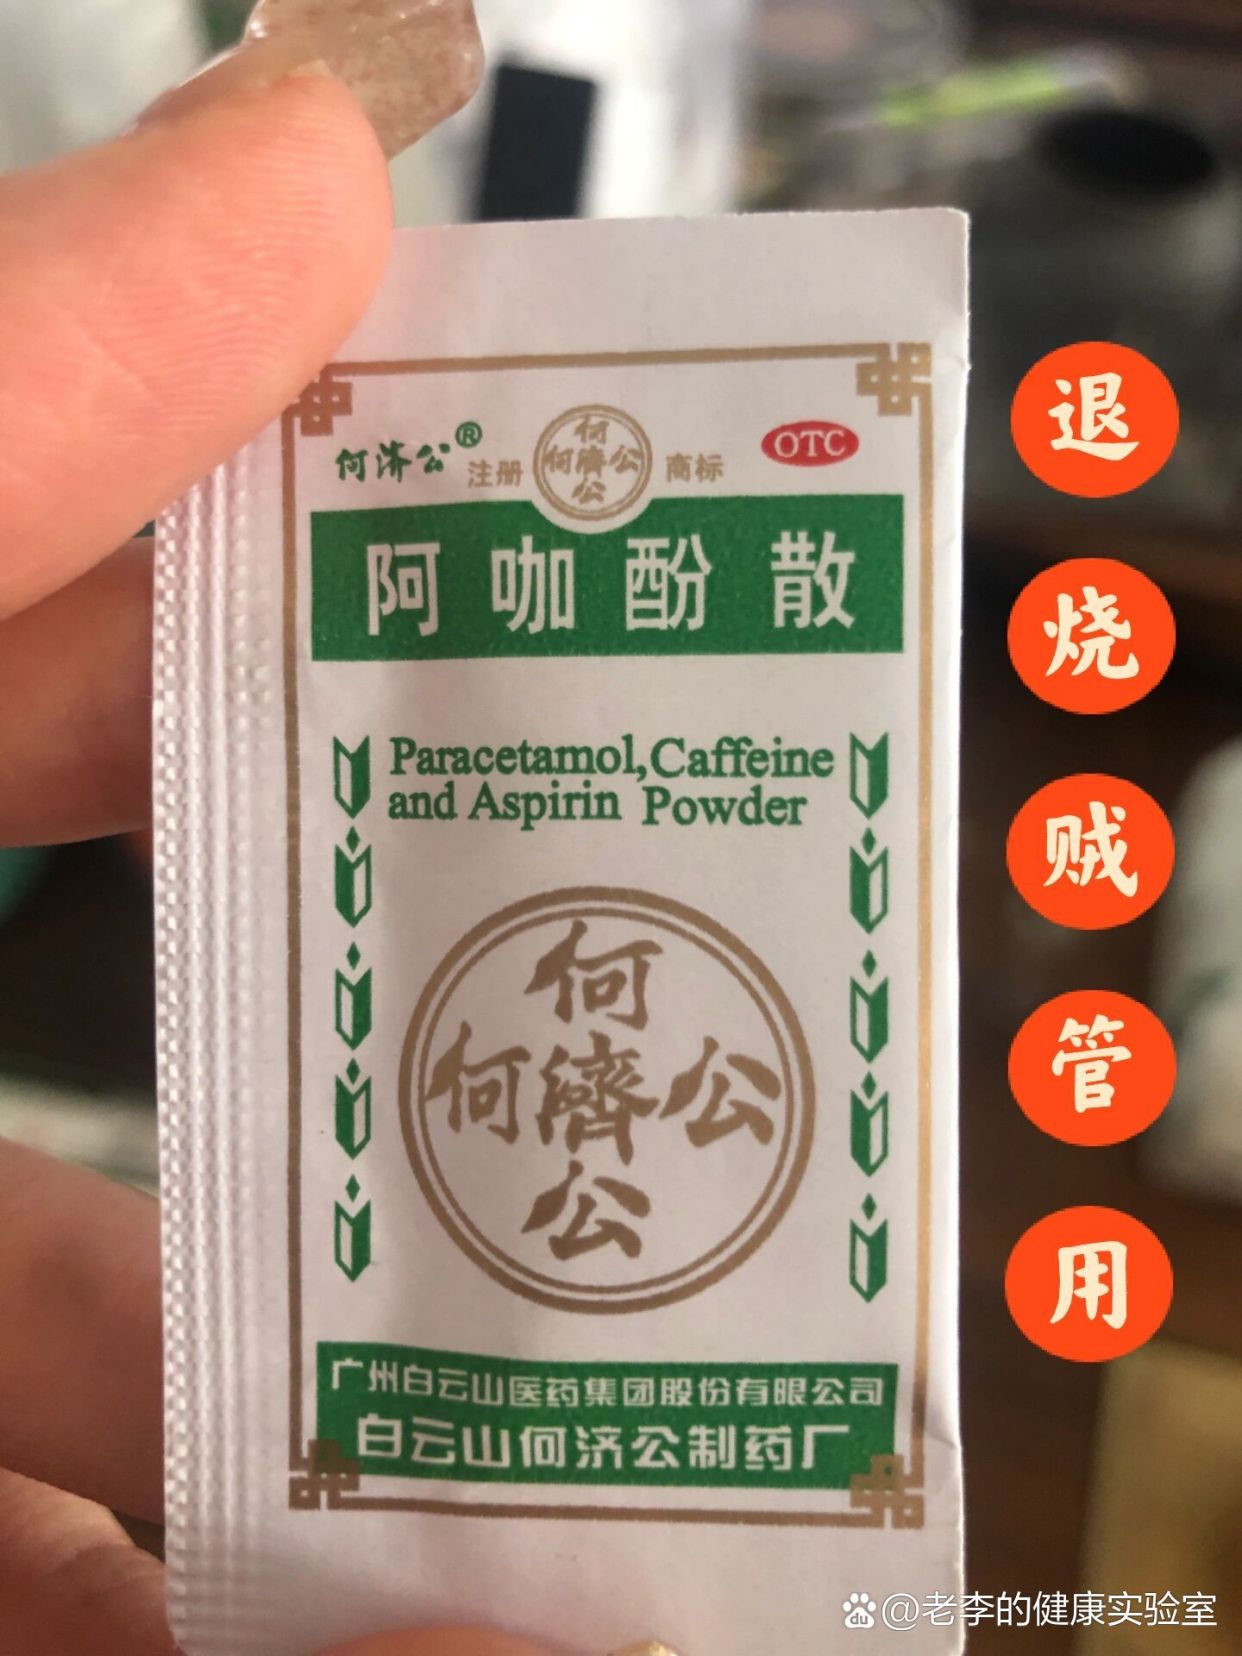 何济公®
注册
何
何濟公
公
商标
OTC
阿咖酚散
Paracetamol, Caffeine
and Aspirin Powder
何
何濟公
公
广州白云山医药集团股份有限公司
白云山何济公制药厂
退
烧
贼
管
用
du
@老李的健康实验室